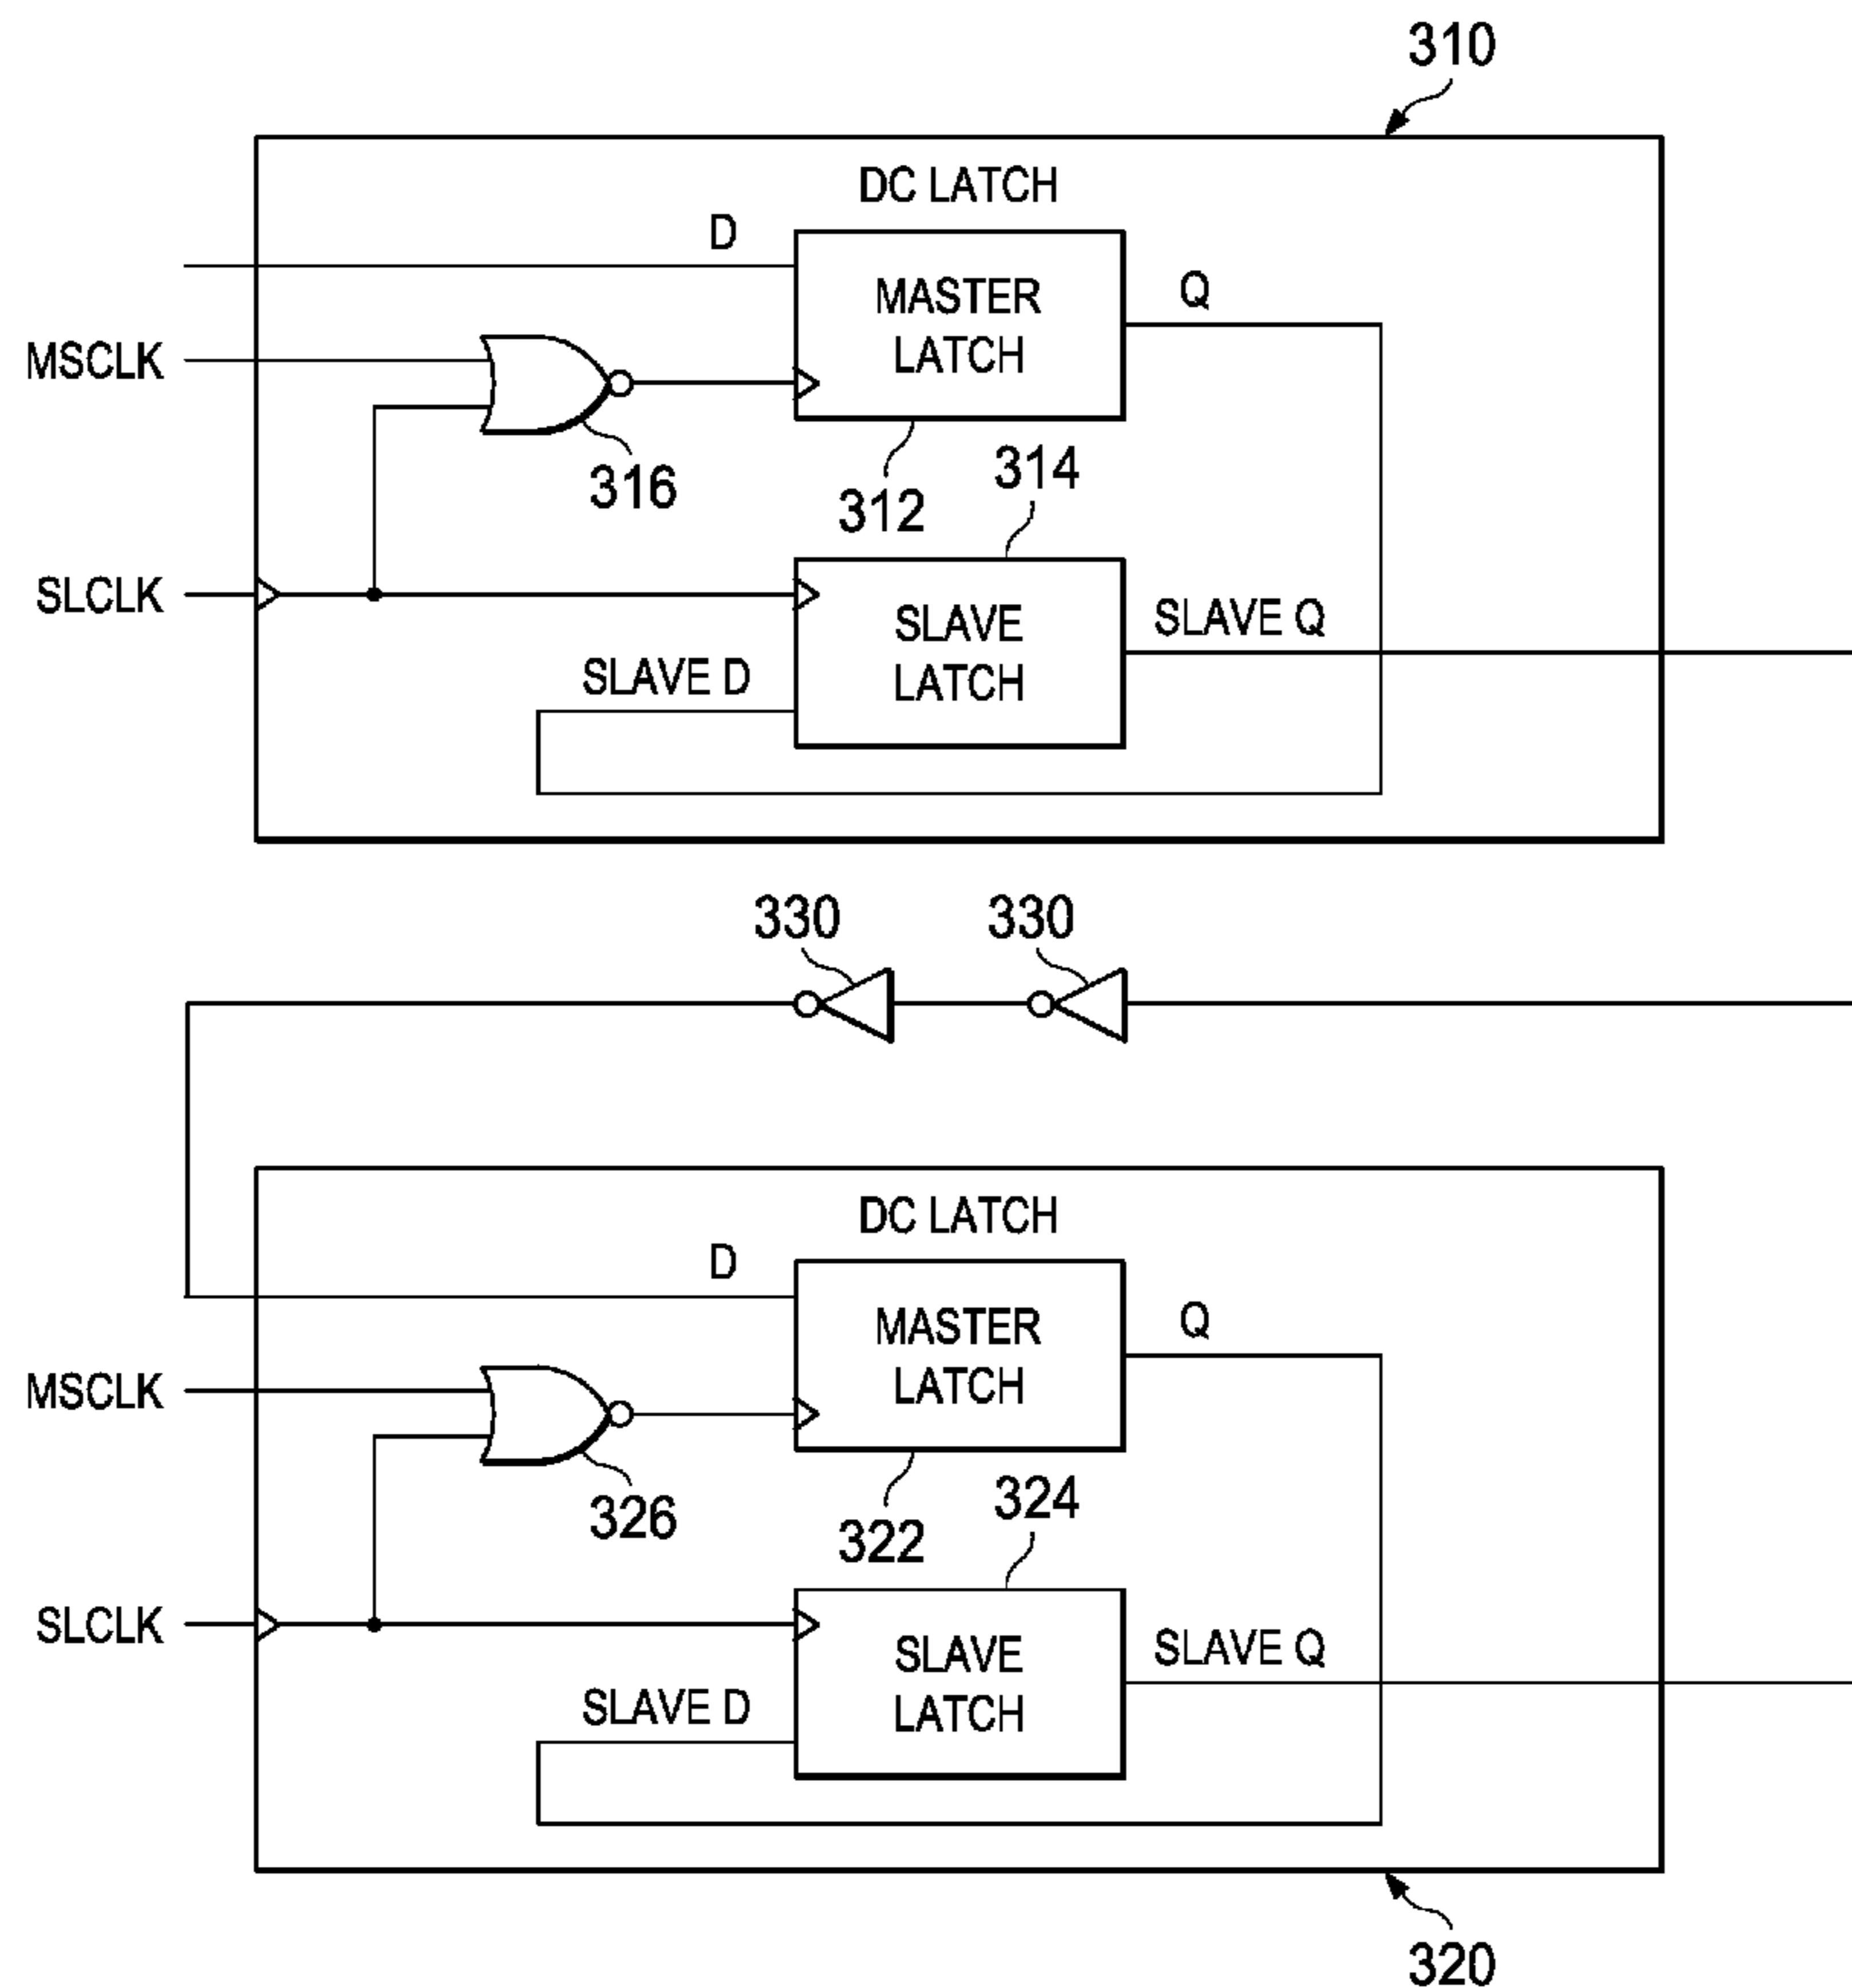 310
DC LATCH
D
MASTER
LATCH
Q
MSCLK
316
312
314
SLCLK
SLAVE
LATCH
SLAVE Q
SLAVE D
330
330
DC LATCH
D
MASTER
LATCH
Q
MSCLK
326
322
324
SLCLK
SLAVE
LATCH
SLAVE Q
SLAVE D
320